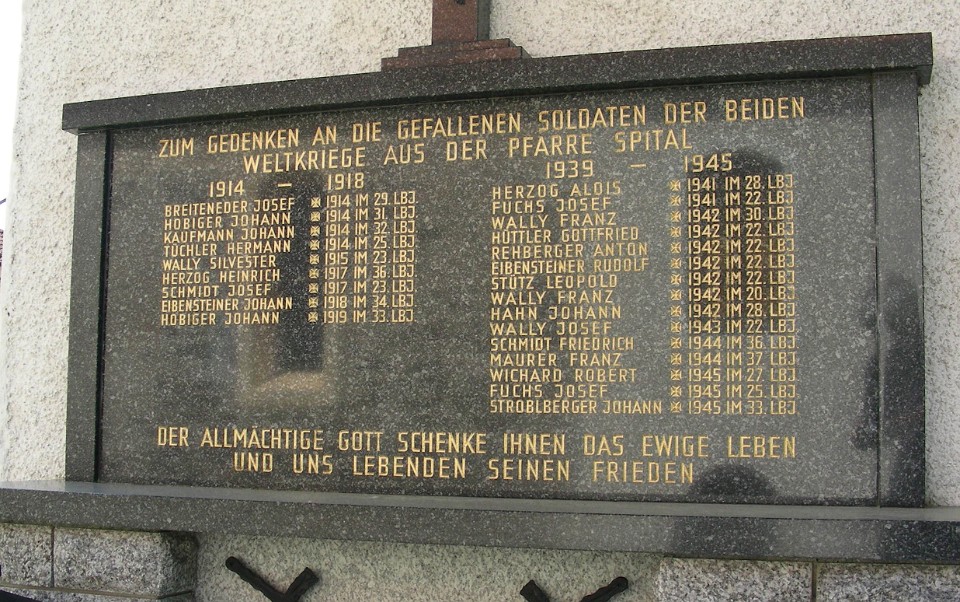 ZUM GEDENKEN AN DIE GEFALLENEN SOLDATEN DER BEIDEN
WELTKRIEGE AUS DER PFARRE SPITAL
1914 – 1918
BREITENEDER JOSEF ✠ 1914 IM 29. LBJ.
HOBIGER JOHANN ✠ 1914 IM 31. LBJ.
KAUFMANN JOHANN ✠ 1914 IM 32. LBJ.
TÜCHLER HERMANN ✠ 1914 IM 25. LBJ.
WALLY SILVESTER ✠ 1915 IM 23. LBJ.
HERZOG HEINRICH ✠ 1917 IM 36. LBJ.
SCHMIDT JOSEF ✠ 1917 IM 23. LBJ.
EIBENSTEINER JOHANN ✠ 1918 IM 34. LBJ.
HOBIGER JOHANN ✠ 1919 IM 33. LBJ.
1939 – 1945
HERZOG ALOIS ✠ 1941 IM 28. LBJ.
FUCHS JOSEF ✠ 1941 IM 22. LBJ.
WALLY FRANZ ✠ 1942 IM 30. LBJ.
HÜTTLER GOTTFRIED ✠ 1942 IM 22. LBJ.
REHBERGER ANTON ✠ 1942 IM 22. LBJ.
EIBENSTEINER RUDOLF ✠ 1942 IM 22. LBJ.
STÜTZ LEOPOLD ✠ 1942 IM 22. LBJ.
WALLY FRANZ ✠ 1942 IM 20. LBJ.
HAHN JOHANN ✠ 1942 IM 28. LBJ.
WALLY JOSEF ✠ 1943 IM 22. LBJ.
SCHMIDT FRIEDRICH ✠ 1944 IM 36. LBJ.
MAURER FRANZ ✠ 1944 IM 37. LBJ.
WICHARD ROBERT ✠ 1945 IM 27. LBJ.
FUCHS JOSEF ✠ 1945 IM 25. LBJ.
STROBLBERGER JOHANN ✠ 1945 IM 33. LBJ.
DER ALLMÄCHTIGE GOTT SCHENKE IHNEN DAS EWIGE LEBEN
UND UNS LEBENDEN SEINEN FRIEDEN